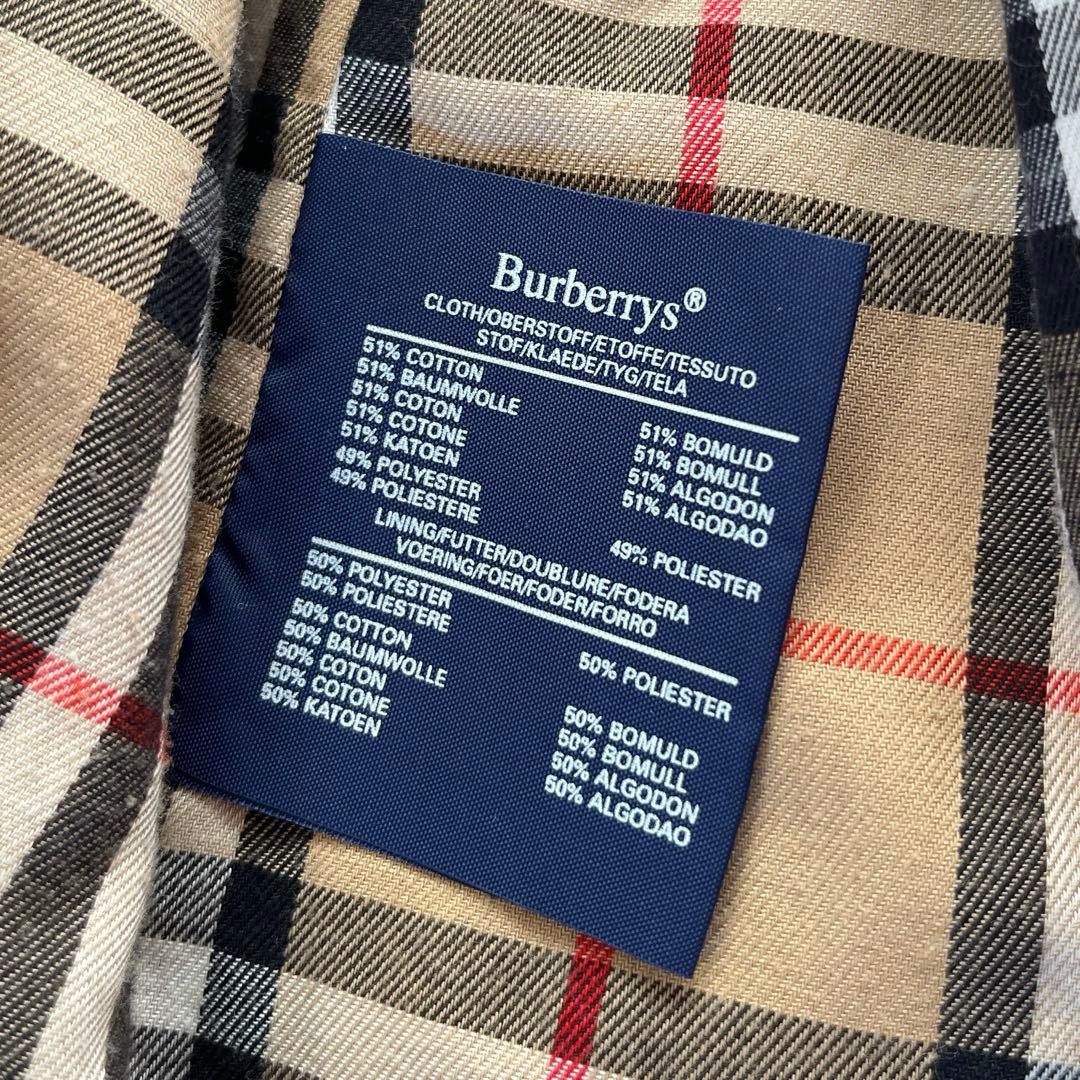 Burberrys®
CLOTH/OBERSTOFF/ETOFFE/TESSUTO
STOF/KLAEDE/TYG/TELA
51% COTTON
51% BAUMWOLLE
51% COTON
51% COTONE
51% KATOEN
49% POLYESTER
49% POLIESTERE
51% BOMULD
51% BOMULL
51% ALGODON
51% ALGODAO
49% POLIESTER
LINING/FUTTER/DOUBLURE/FODERA
VOERING/FOER/FODER/FORRO
50% POLYESTER
50% POLIESTERE
50% COTTON
50% BAUMWOLLE
50% COTON
50% COTONE
50% KATOEN
50% POLIESTER
50% BOMULD
50% BOMULL
50% ALGODON
50% ALGODAO